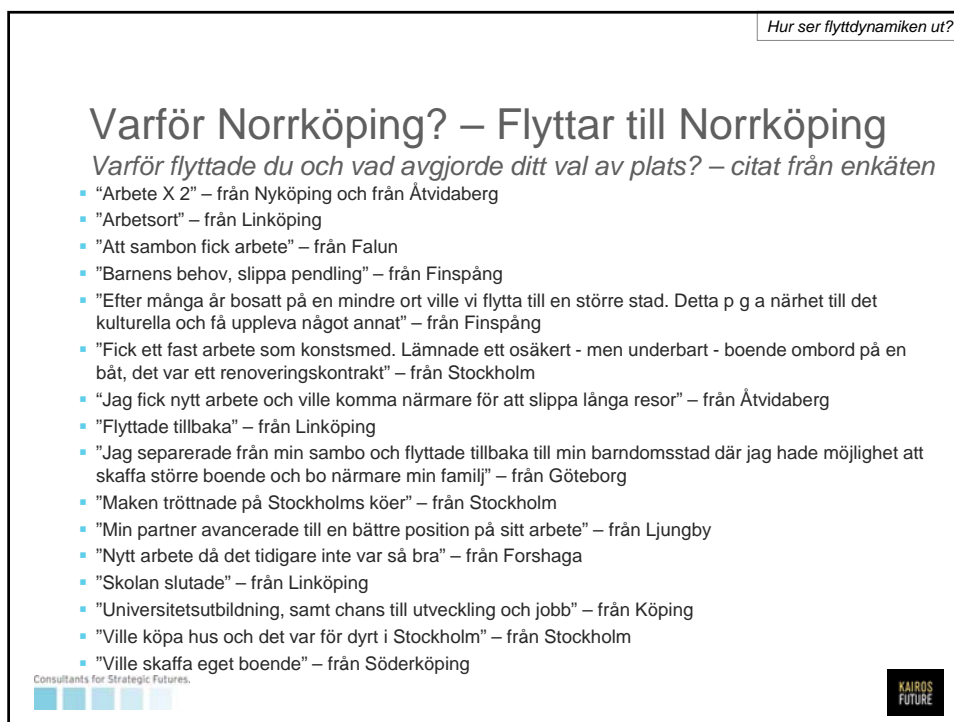 Hur ser flyttdynamiken ut?
Varför Norrköping? – Flyttar till Norrköping
Varför flyttade du och vad avgjorde ditt val av plats? – citat från enkäten
▪ “Arbete X 2” – från Nyköping och från Åtvidaberg
▪ ”Arbetsort” – från Linköping
▪ ”Att sambon fick arbete” – från Falun
▪ ”Barnens behov, slippa pendling” – från Finspång
▪ ”Efter många år bosatt på en mindre ort ville vi flytta till en större stad. Detta p g a närhet till det
kulturella och få uppleva något annat” – från Finspång
▪ ”Fick ett fast arbete som konstsmed. Lämnade ett osäkert - men underbart - boende ombord på en
båt, det var ett renoveringskontrakt” – från Stockholm
▪ “Jag fick nytt arbete och ville komma närmare för att slippa långa resor” – från Åtvidaberg
▪ ”Flyttade tillbaka” – från Linköping
▪ ”Jag separerade från min sambo och flyttade tillbaka till min barndomsstad där jag hade möjlighet att
skaffa större boende och bo närmare min familj” – från Göteborg
▪ ”Maken tröttnade på Stockholms köer” – från Stockholm
▪ ”Min partner avancerade till en bättre position på sitt arbete” – från Ljungby
▪ ”Nytt arbete då det tidigare inte var så bra” – från Forshaga
▪ ”Skolan slutade” – från Linköping
▪ ”Universitetsutbildning, samt chans till utveckling och jobb” – från Köping
▪ ”Ville köpa hus och det var för dyrt i Stockholm” – från Stockholm
▪ ”Ville skaffa eget boende” – från Söderköping
Consultants for Strategic Futures.
KAIROS
FUTURE